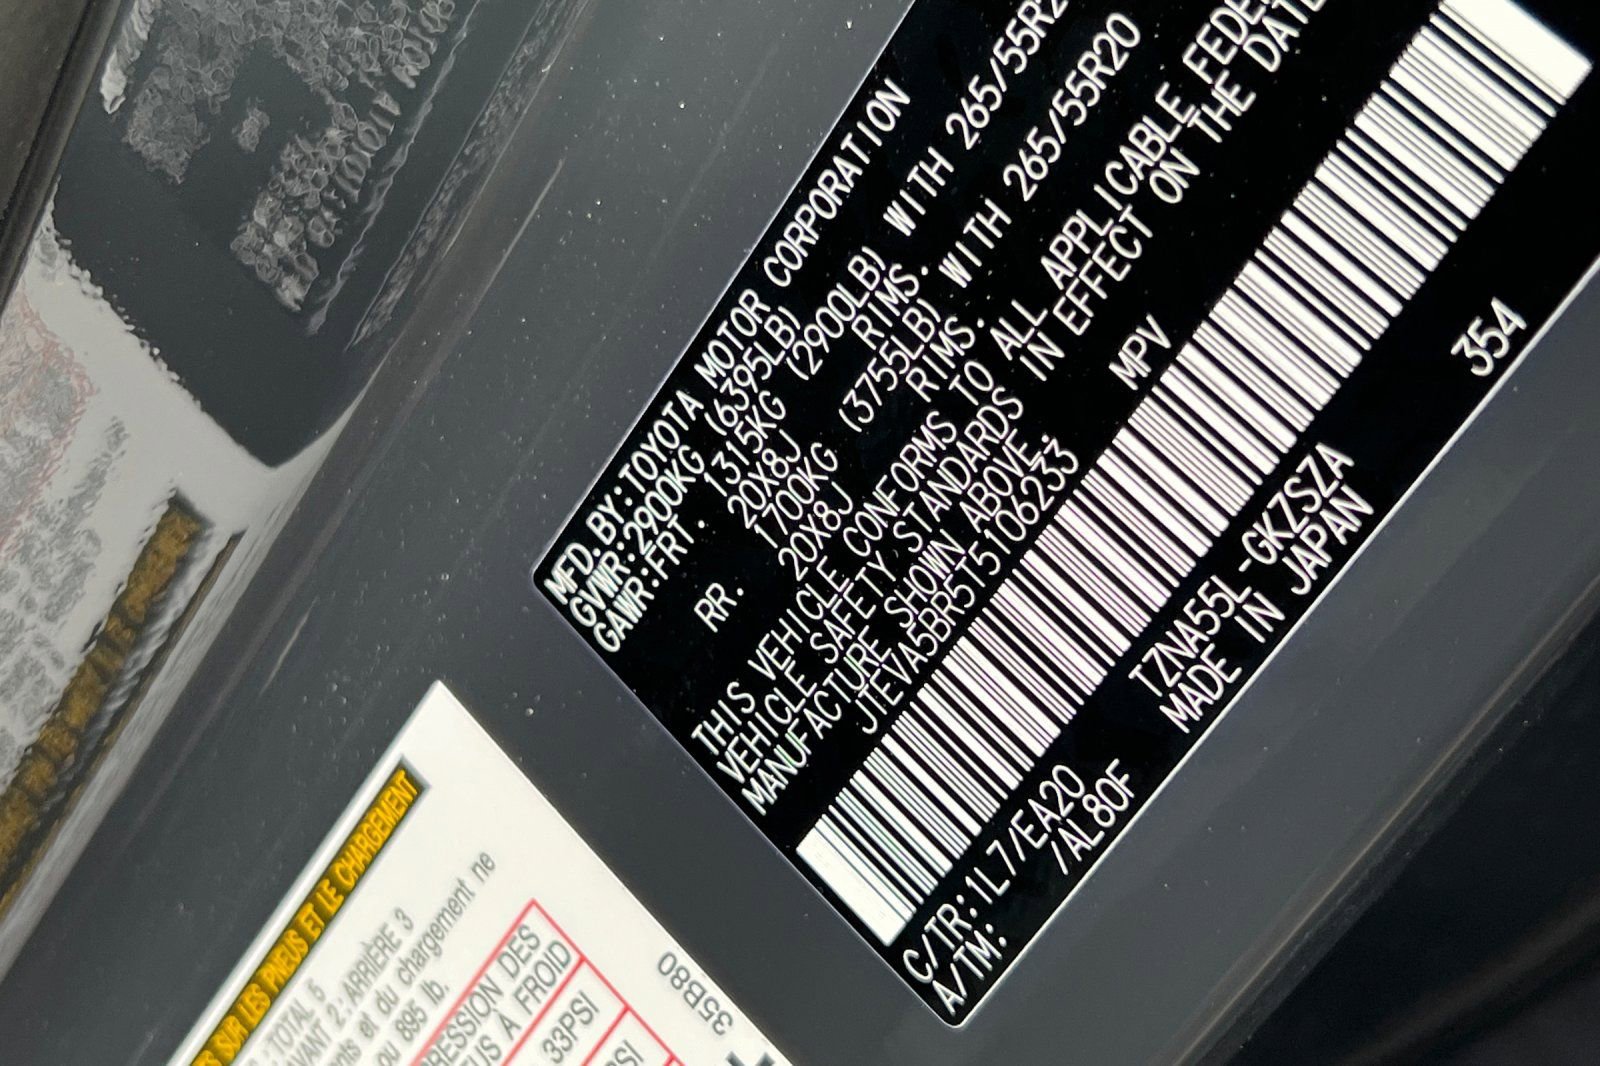 MFD.BY:TOYOTA MOTOR CORPORATION
GVWR:2900KG (6395LB)
GAWR:FRT. 1315KG (2900LB) WITH 265/55R2
20X8J RIMS.
RR. 1700KG (3755LB) WITH 265/55R20
20X8J RIMS.
THIS VEHICLE CONFORMS TO ALL APPLICABLE FEDE
VEHICLE SAFETY STANDARDS IN EFFECT ON THE DATE
MANUFACTURE SHOWN ABOVE.
JTEVA5BR5T5106233 MPV
C/TR:1L7/EA20 TZNA55L-GKZSZA 354
A/TM: /AL80F MADE IN JAPAN
SUR LES PNEUS ET LE CHARGEMENT
TOTAL 5
AVANT 2: ARRIÈRE 3
et du chargement ne
ou 895 lb.
RESSION DES
À FROID
33PSI
PSI
35B80